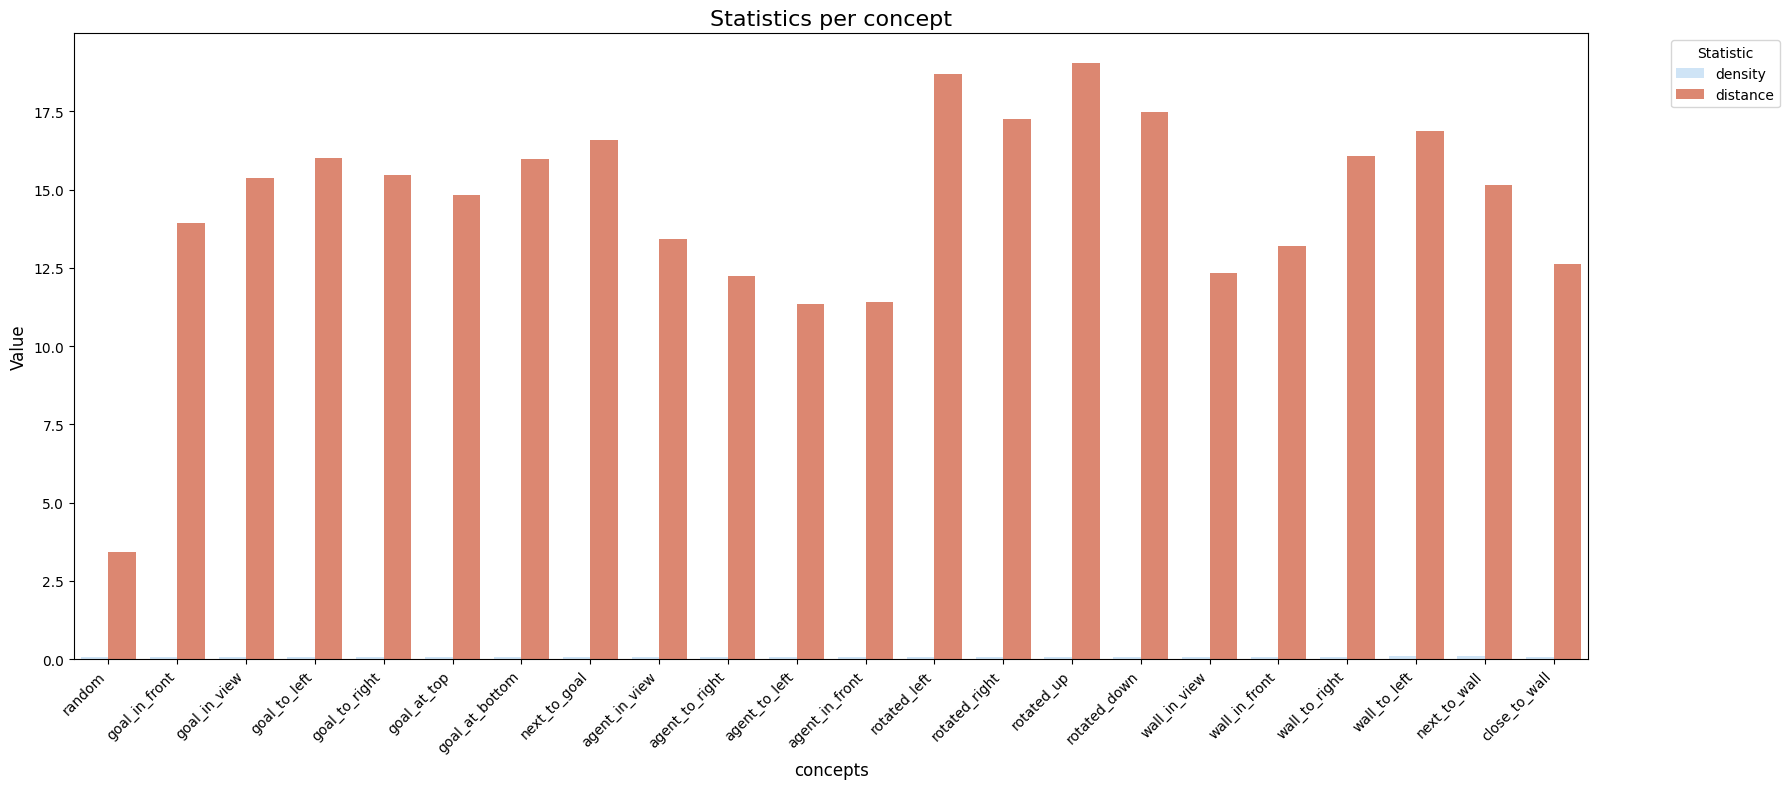 Statistics per concept
Statistic
density
distance
Value
17.5
15.0
12.5
10.0
7.5
5.0
2.5
0.0
random
goal_in_front
goal_in_view
goal_to_left
goal_to_right
goal_at_top
goal_at_bottom
next_to_goal
agent_in_view
agent_to_right
agent_to_left
agent_in_front
rotated_left
rotated_right
rotated_up
rotated_down
wall_in_view
wall_in_front
wall_to_right
wall_to_left
next_to_wall
close_to_wall
concepts